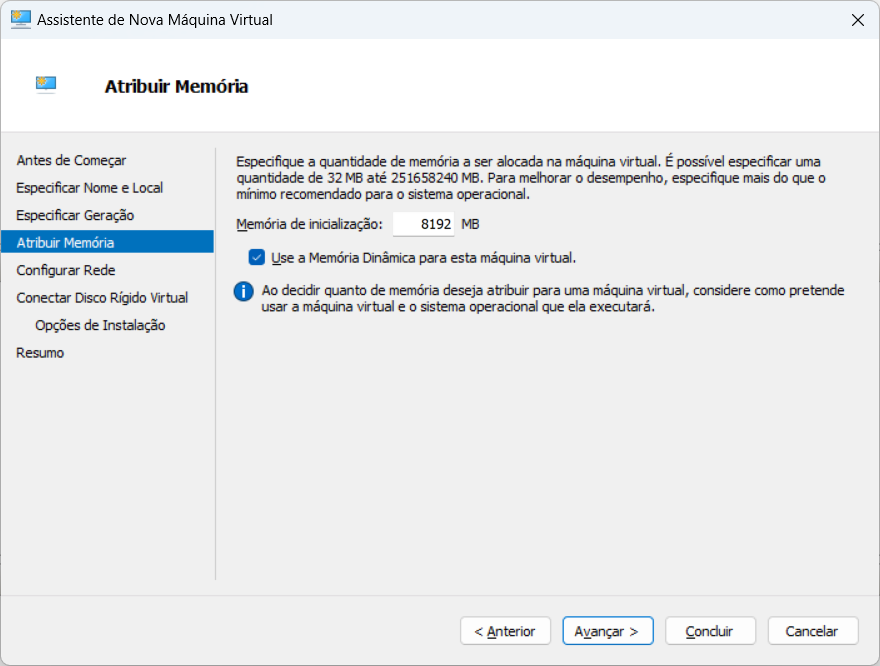 Assistente de Nova Máquina Virtual
Atribuir Memória
Antes de Começar
Especificar Nome e Local
Especificar Geração
Atribuir Memória
Configurar Rede
Conectar Disco Rígido Virtual
Opções de Instalação
Resumo
Especifique a quantidade de memória a ser alocada na máquina virtual. É possível especificar uma
quantidade de 32 MB até 251658240 MB. Para melhorar o desempenho, especifique mais do que o
mínimo recomendado para o sistema operacional.
Memória de inicialização: 8192 MB
Use a Memória Dinâmica para esta máquina virtual.
Ao decidir quanto de memória deseja atribuir para uma máquina virtual, considere como pretende
usar a máquina virtual e o sistema operacional que ela executará.
< Anterior Avançar > Concluir Cancelar